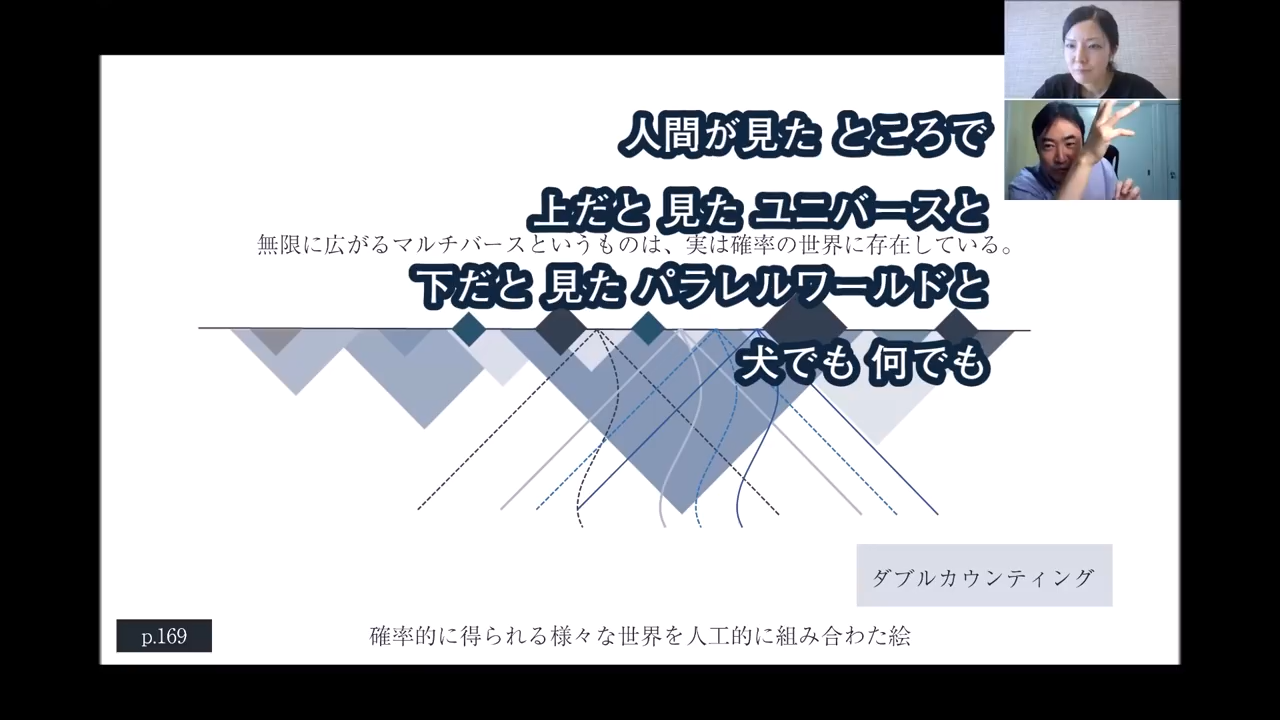 人間が見た ところで
上だと 見た ユニバースと
無限に広がるマルチバースというものは、実は確率の世界に存在している。
下だと 見た パラレルワールドと
犬でも 何でも
ダブルカウンティング
p.169
確率的に得られる様々な世界を人工的に組み合わた絵